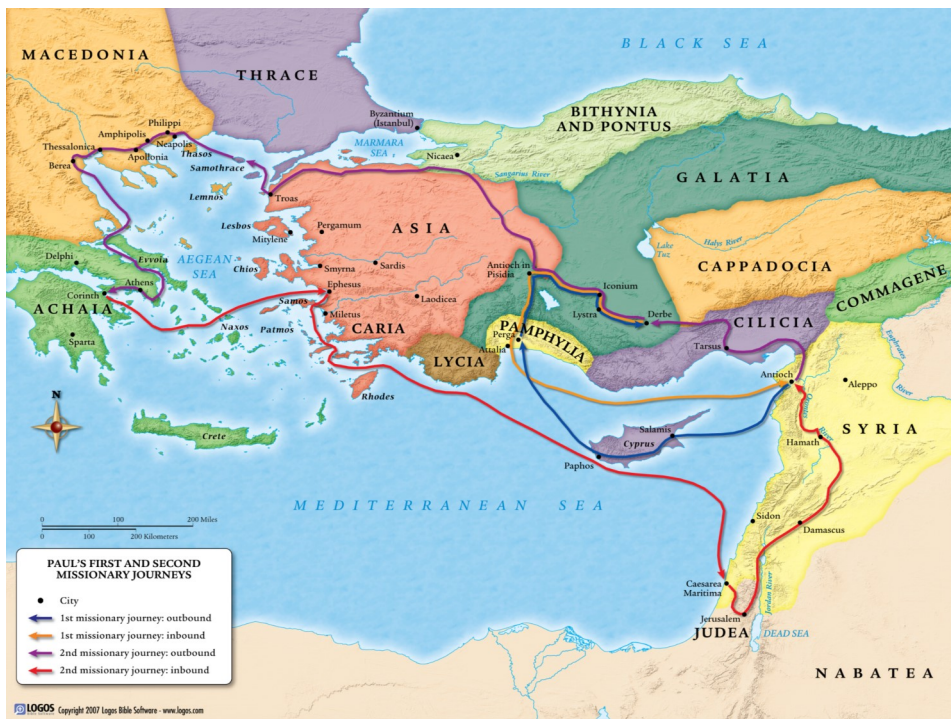 BLACK SEA
MACEDONIA
THRACE
Byzantium
(Istanbul)
BITHYNIA
AND PONTUS
Philippi
Amphipolis
Neapolis
Thessalonica
Apollonia
Thasos
Samothrace
Berea
MARMARA
SEA
Nicaea
Sangarius River
GALATIA
Lemnos
Troas
Lesbos
Mitylene
Pergamum
ASIA
Halys River
Lake
Tuz
CAPPADOCIA
Delphi
Evvoia
AEGEAN
SEA
Chios
Smyrna
Sardis
Antioch in
Pisidia
COMMAGENE
Athens
Corinth
ACHAIA
Samos
Ephesus
Laodicea
Iconium
Lystra
Derbe
CILICIA
Sparta
Naxos
Patmos
Miletus
CARIA
PAMPHYLIA
Perga
Attalia
Tarsus
Euphrates
River
LYCIA
Antioch
Aleppo
Rhodes
N
Orontes
River
SYRIA
Crete
Salamis
Cyprus
Hamath
Paphos
MEDITERRANEAN SEA
Sidon
Damascus
0 100 200 Miles
0 100 200 Kilometers
PAUL'S FIRST AND SECOND
MISSIONARY JOURNEYS
City
1st missionary journey: outbound
1st missionary journey: inbound
2nd missionary journey: outbound
2nd missionary journey: inbound
Caesarea
Maritima
Jordan River
Jerusalem
JUDEA
DEAD SEA
NABATEA
LOGOS
BIBLE SOFTWARE
Copyright 2007 Logos Bible Software - www.logos.com